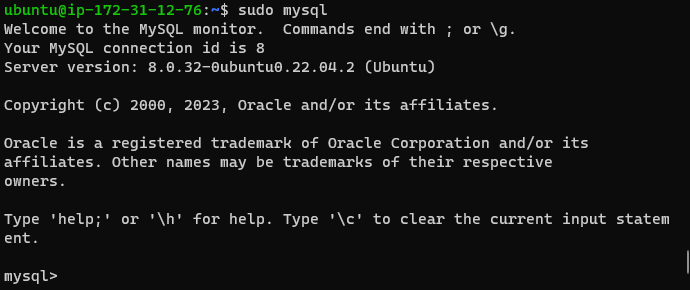 ubuntu@ip-172-31-12-76:~$ sudo mysql
Welcome to the MySQL monitor.  Commands end with ; or \g.
Your MySQL connection id is 8
Server version: 8.0.32-0ubuntu0.22.04.2 (Ubuntu)
Copyright (c) 2000, 2023, Oracle and/or its affiliates.
Oracle is a registered trademark of Oracle Corporation and/or its
affiliates. Other names may be trademarks of their respective
owners.
Type 'help;' or '\h' for help. Type '\c' to clear the current input statem
ent.
mysql>